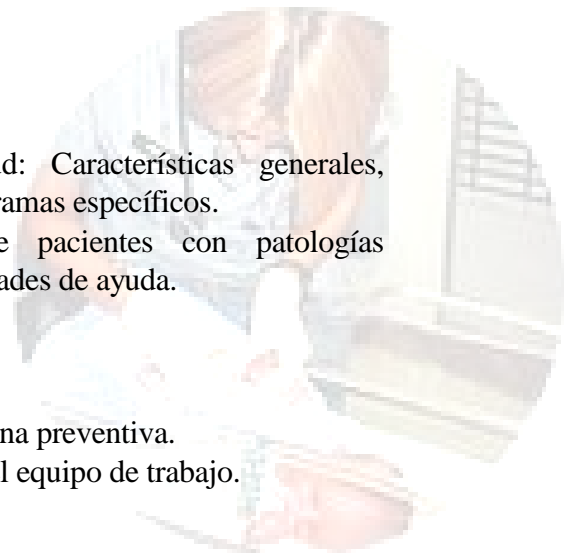 d: Características generales,
ramas específicos.
e pacientes con patologías
ades de ayuda.
na preventiva.
l equipo de trabajo.